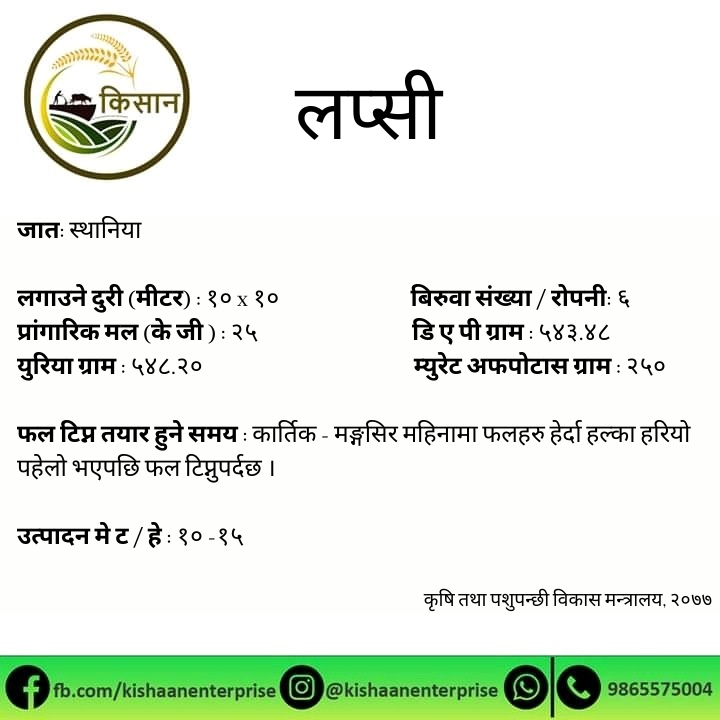 किसान
लप्सी
जातः स्थानिया
लगाउने दुरी (मीटर) : १० x १०
बिरुवा संख्या / रोपनी: ६
प्रांगारिक मल (के जी ) : २५
डि ए पी ग्राम : ५४३.४८
युरिया ग्राम : ५४८.२०
म्युरेट अफपोटास ग्राम : २५०
फल टिप्न तयार हुने समय : कार्तिक - मङ्गसिर महिनामा फलहरु हेर्दा हल्का हरियो
पहेलो भएपछि फल टिप्नुपर्दछ ।
उत्पादन मे ट / हे : १० -१५
कृषि तथा पशुपन्छी विकास मन्त्रालय, २०७७
fb.com/kishaanenterprise @kishaanenterprise 9865575004